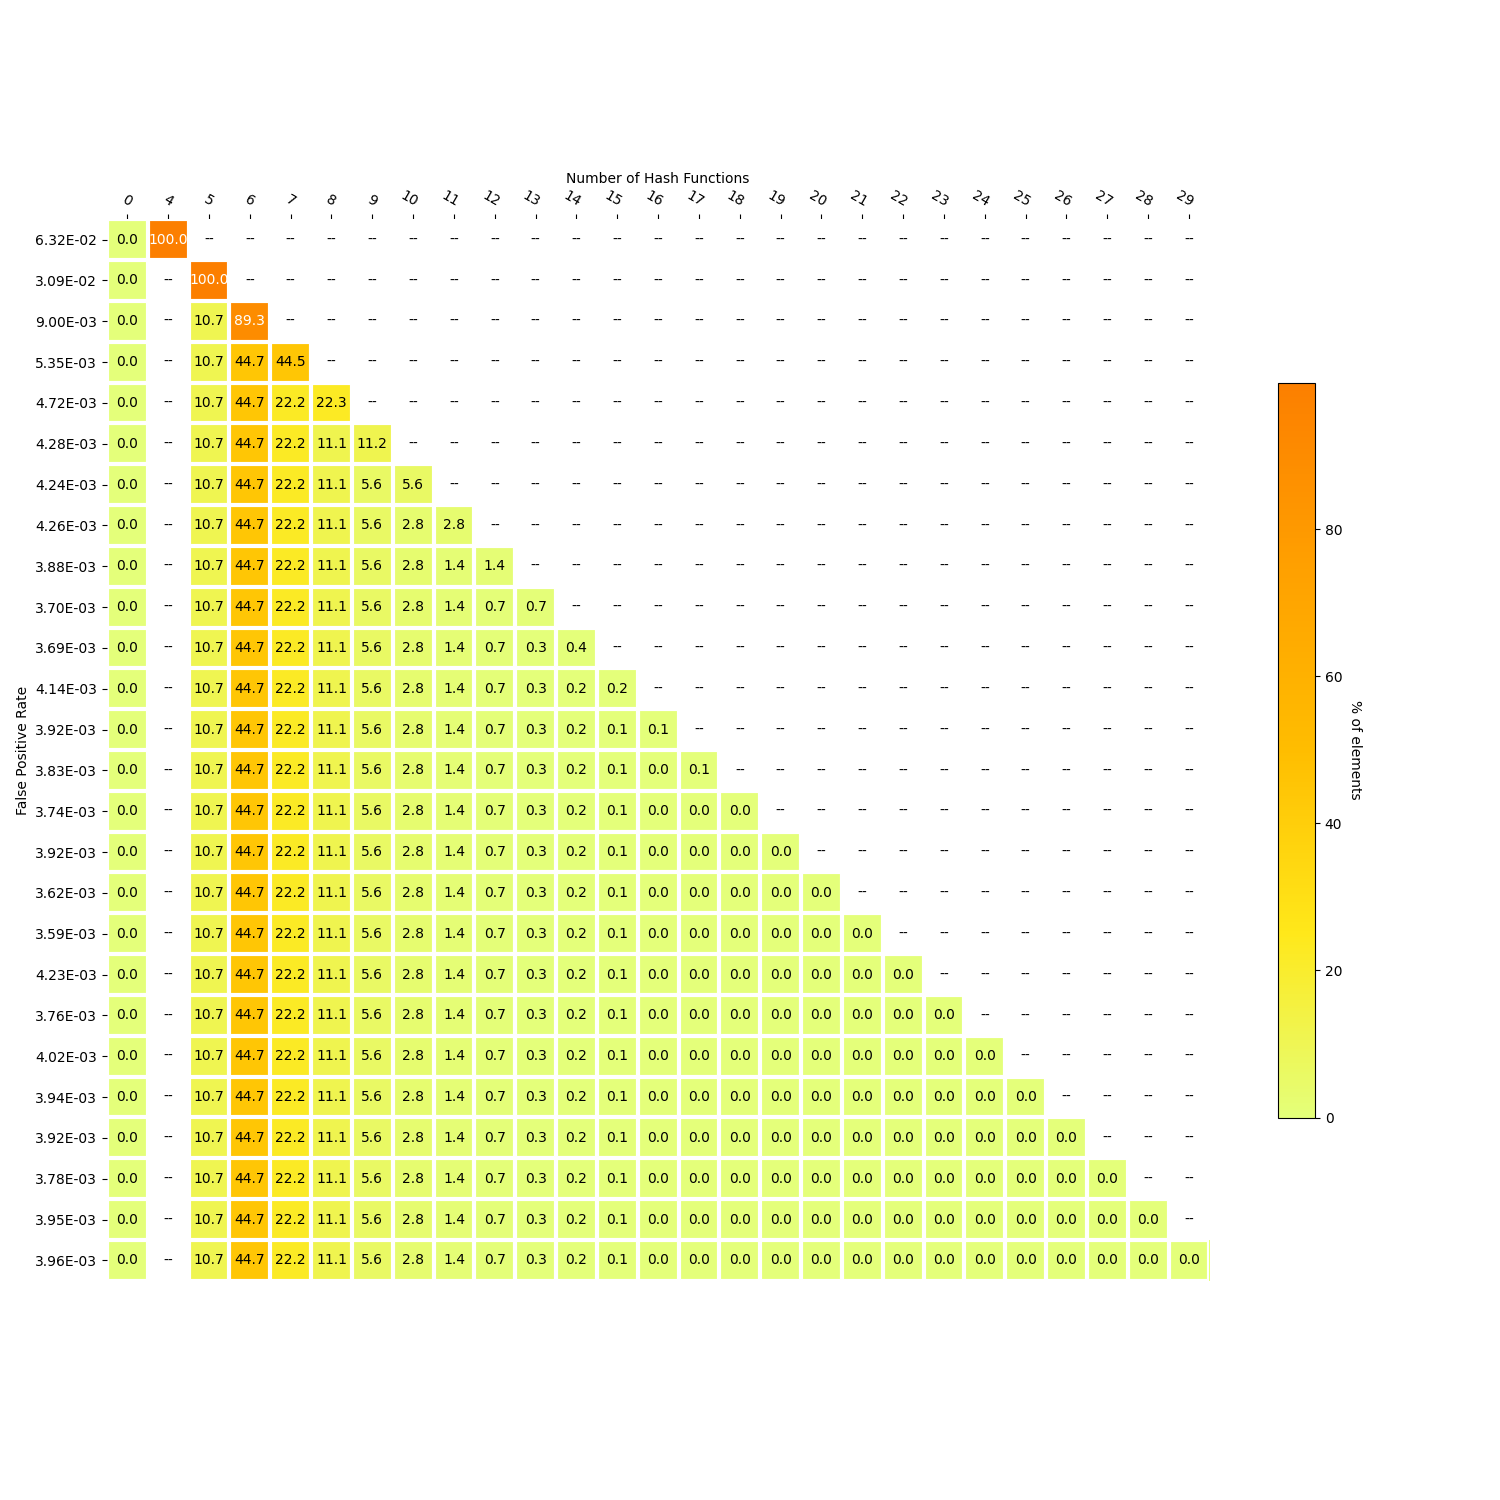 Number of Hash Functions
0 4 5 6 7 8 9 10 11 12 13 14 15 16 17 18 19 20 21 22 23 24 25 26 27 28 29
6.32E-02 0.0 100.0 -- -- -- -- -- -- -- -- -- -- -- -- -- -- -- -- -- -- -- -- -- -- -- -- --
3.09E-02 0.0 -- 100.0 -- -- -- -- -- -- -- -- -- -- -- -- -- -- -- -- -- -- -- -- -- -- -- --
9.00E-03 0.0 -- 10.7 89.3 -- -- -- -- -- -- -- -- -- -- -- -- -- -- -- -- -- -- -- -- -- -- --
5.35E-03 0.0 -- 10.7 44.7 44.5 -- -- -- -- -- -- -- -- -- -- -- -- -- -- -- -- -- -- -- -- -- --
4.72E-03 0.0 -- 10.7 44.7 22.2 22.3 -- -- -- -- -- -- -- -- -- -- -- -- -- -- -- -- -- -- -- -- --
4.28E-03 0.0 -- 10.7 44.7 22.2 11.1 11.2 -- -- -- -- -- -- -- -- -- -- -- -- -- -- -- -- -- -- -- --
4.24E-03 0.0 -- 10.7 44.7 22.2 11.1 5.6 5.6 -- -- -- -- -- -- -- -- -- -- -- -- -- -- -- -- -- -- --
4.26E-03 0.0 -- 10.7 44.7 22.2 11.1 5.6 2.8 2.8 -- -- -- -- -- -- -- -- -- -- -- -- -- -- -- -- -- --
3.88E-03 0.0 -- 10.7 44.7 22.2 11.1 5.6 2.8 1.4 1.4 -- -- -- -- -- -- -- -- -- -- -- -- -- -- -- -- --
3.70E-03 0.0 -- 10.7 44.7 22.2 11.1 5.6 2.8 1.4 0.7 0.7 -- -- -- -- -- -- -- -- -- -- -- -- -- -- -- --
3.69E-03 0.0 -- 10.7 44.7 22.2 11.1 5.6 2.8 1.4 0.7 0.3 0.4 -- -- -- -- -- -- -- -- -- -- -- -- -- -- --
4.14E-03 0.0 -- 10.7 44.7 22.2 11.1 5.6 2.8 1.4 0.7 0.3 0.2 0.2 -- -- -- -- -- -- -- -- -- -- -- -- -- --
3.92E-03 0.0 -- 10.7 44.7 22.2 11.1 5.6 2.8 1.4 0.7 0.3 0.2 0.1 0.1 -- -- -- -- -- -- -- -- -- -- -- -- --
3.83E-03 0.0 -- 10.7 44.7 22.2 11.1 5.6 2.8 1.4 0.7 0.3 0.2 0.1 0.0 0.1 -- -- -- -- -- -- -- -- -- -- -- --
3.74E-03 0.0 -- 10.7 44.7 22.2 11.1 5.6 2.8 1.4 0.7 0.3 0.2 0.1 0.0 0.0 0.0 -- -- -- -- -- -- -- -- -- -- --
3.92E-03 0.0 -- 10.7 44.7 22.2 11.1 5.6 2.8 1.4 0.7 0.3 0.2 0.1 0.0 0.0 0.0 0.0 -- -- -- -- -- -- -- -- -- --
3.62E-03 0.0 -- 10.7 44.7 22.2 11.1 5.6 2.8 1.4 0.7 0.3 0.2 0.1 0.0 0.0 0.0 0.0 0.0 -- -- -- -- -- -- -- -- --
3.59E-03 0.0 -- 10.7 44.7 22.2 11.1 5.6 2.8 1.4 0.7 0.3 0.2 0.1 0.0 0.0 0.0 0.0 0.0 0.0 -- -- -- -- -- -- -- --
4.23E-03 0.0 -- 10.7 44.7 22.2 11.1 5.6 2.8 1.4 0.7 0.3 0.2 0.1 0.0 0.0 0.0 0.0 0.0 0.0 0.0 -- -- -- -- -- -- --
3.76E-03 0.0 -- 10.7 44.7 22.2 11.1 5.6 2.8 1.4 0.7 0.3 0.2 0.1 0.0 0.0 0.0 0.0 0.0 0.0 0.0 0.0 -- -- -- -- -- --
4.02E-03 0.0 -- 10.7 44.7 22.2 11.1 5.6 2.8 1.4 0.7 0.3 0.2 0.1 0.0 0.0 0.0 0.0 0.0 0.0 0.0 0.0 0.0 -- -- -- -- --
3.94E-03 0.0 -- 10.7 44.7 22.2 11.1 5.6 2.8 1.4 0.7 0.3 0.2 0.1 0.0 0.0 0.0 0.0 0.0 0.0 0.0 0.0 0.0 0.0 -- -- -- --
3.92E-03 0.0 -- 10.7 44.7 22.2 11.1 5.6 2.8 1.4 0.7 0.3 0.2 0.1 0.0 0.0 0.0 0.0 0.0 0.0 0.0 0.0 0.0 0.0 0.0 -- -- --
3.78E-03 0.0 -- 10.7 44.7 22.2 11.1 5.6 2.8 1.4 0.7 0.3 0.2 0.1 0.0 0.0 0.0 0.0 0.0 0.0 0.0 0.0 0.0 0.0 0.0 0.0 -- --
3.95E-03 0.0 -- 10.7 44.7 22.2 11.1 5.6 2.8 1.4 0.7 0.3 0.2 0.1 0.0 0.0 0.0 0.0 0.0 0.0 0.0 0.0 0.0 0.0 0.0 0.0 0.0 --
3.96E-03 0.0 -- 10.7 44.7 22.2 11.1 5.6 2.8 1.4 0.7 0.3 0.2 0.1 0.0 0.0 0.0 0.0 0.0 0.0 0.0 0.0 0.0 0.0 0.0 0.0 0.0 0.0
False Positive Rate
80
60
40
20
0
% of elements